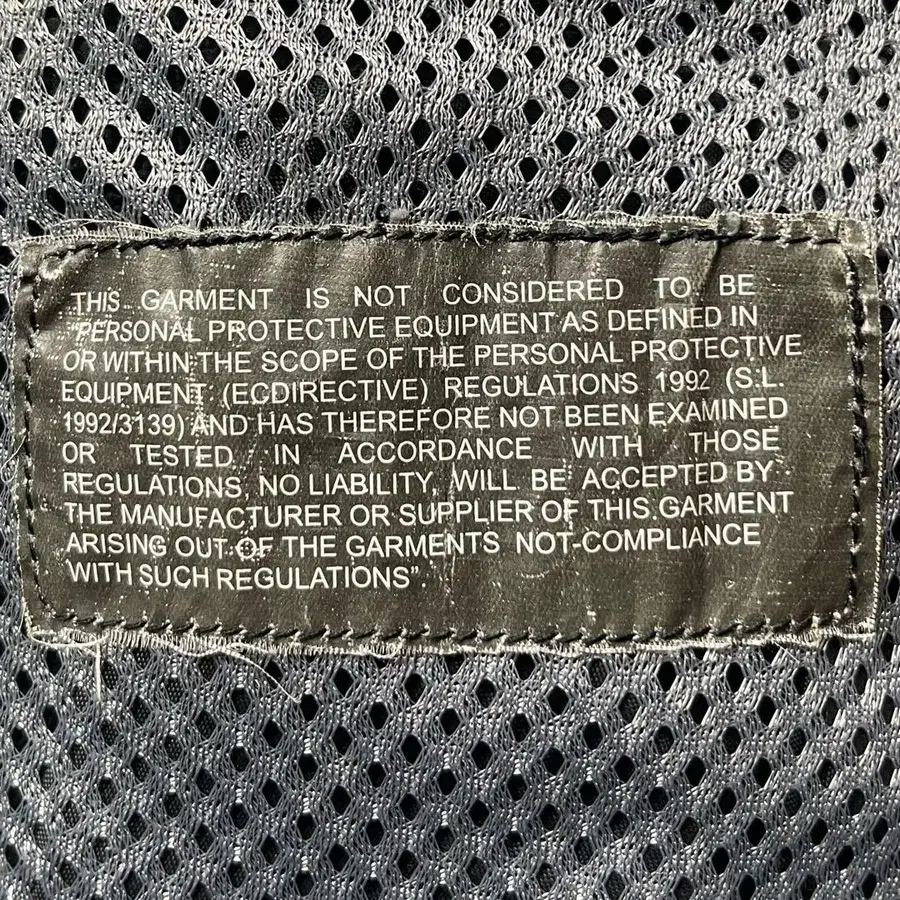 THIS GARMENT IS NOT CONSIDERED TO BE
"PERSONAL PROTECTIVE EQUIPMENT AS DEFINED IN
OR WITHIN THE SCOPE OF THE PERSONAL PROTECTIVE
EQUIPMENT (ECDIRECTIVE) REGULATIONS 1992 (S.L.
1992/3139) AND HAS THEREFORE NOT BEEN EXAMINED
OR TESTED IN ACCORDANCE WITH THOSE
REGULATIONS, NO LIABILITY, WILL BE ACCEPTED BY
THE MANUFACTURER OR SUPPLIER OF THIS GARMENT
ARISING OUT OF THE GARMENTS NOT-COMPLIANCE
WITH SUCH REGULATIONS".